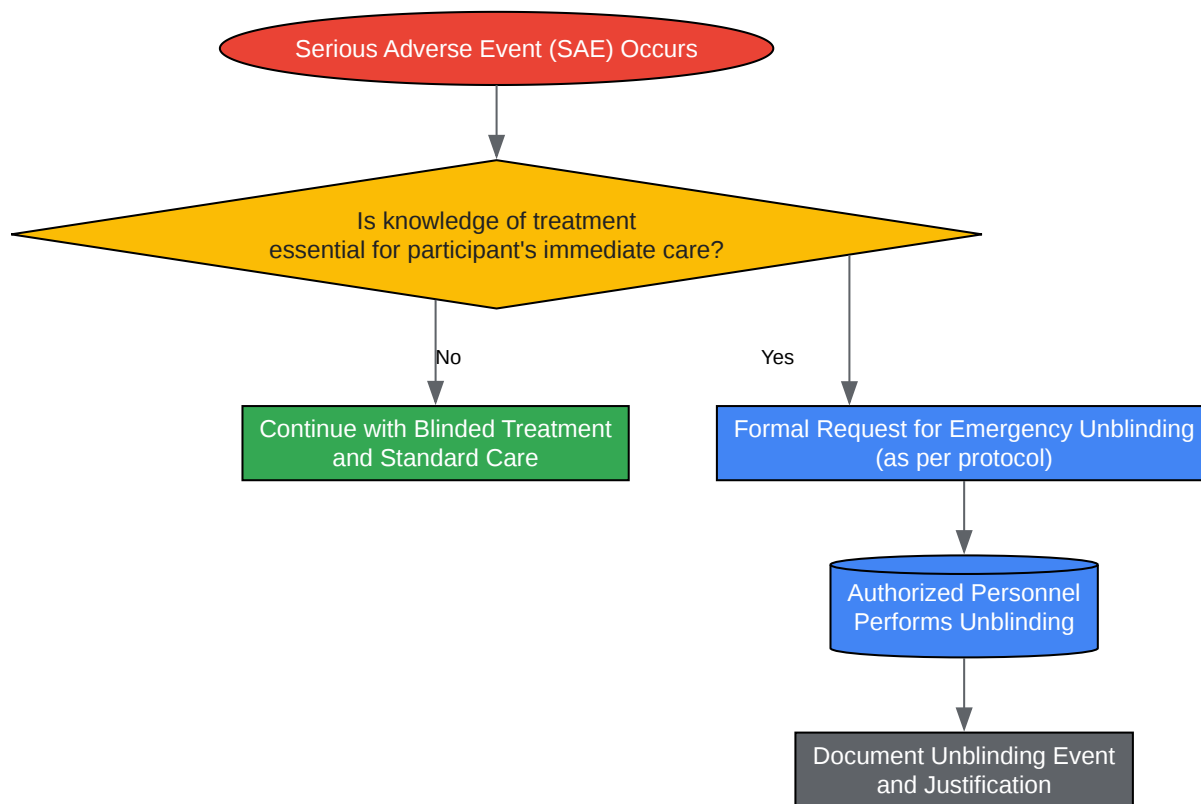 Serious Adverse Event (SAE) Occurs
Is knowledge of treatment
essential for participant's immediate care?
No
Yes
Continue with Blinded Treatment
and Standard Care
Formal Request for Emergency Unblinding
(as per protocol)
Authorized Personnel
Performs Unblinding
Document Unblinding Event
and Justification